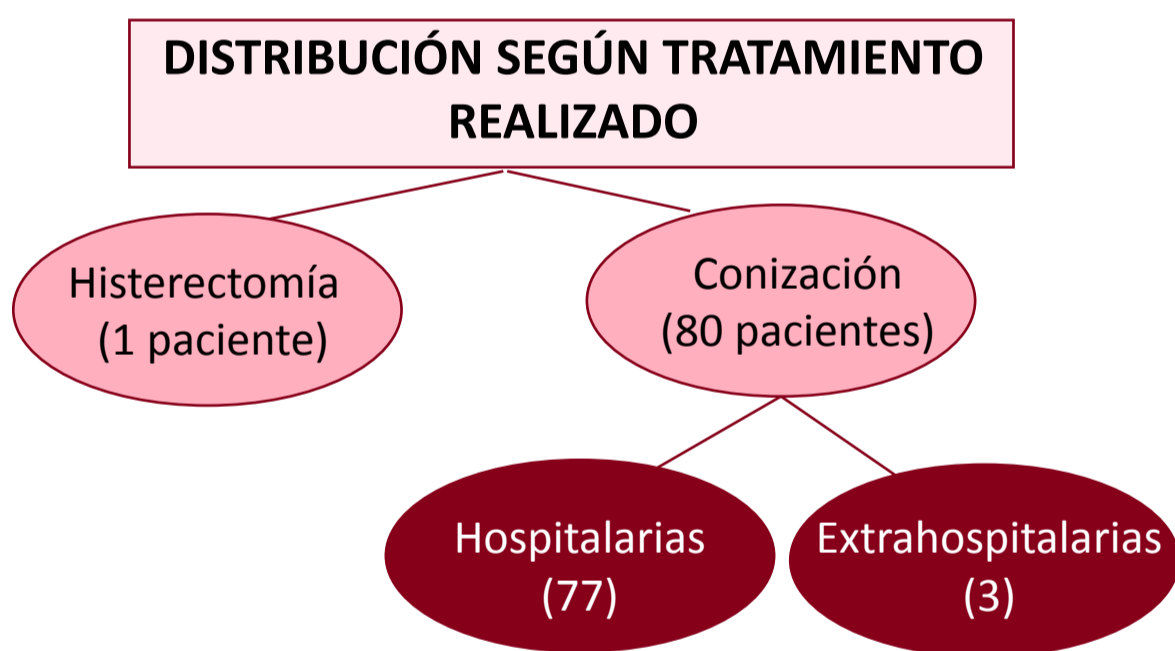 DISTRIBUCIÓN SEGÚN TRATAMIENTO
REALIZADO
Histerectomía
(1 paciente)
Conización
(80 pacientes)
Hospitalarias
(77)
Extrahospitalarias
(3)